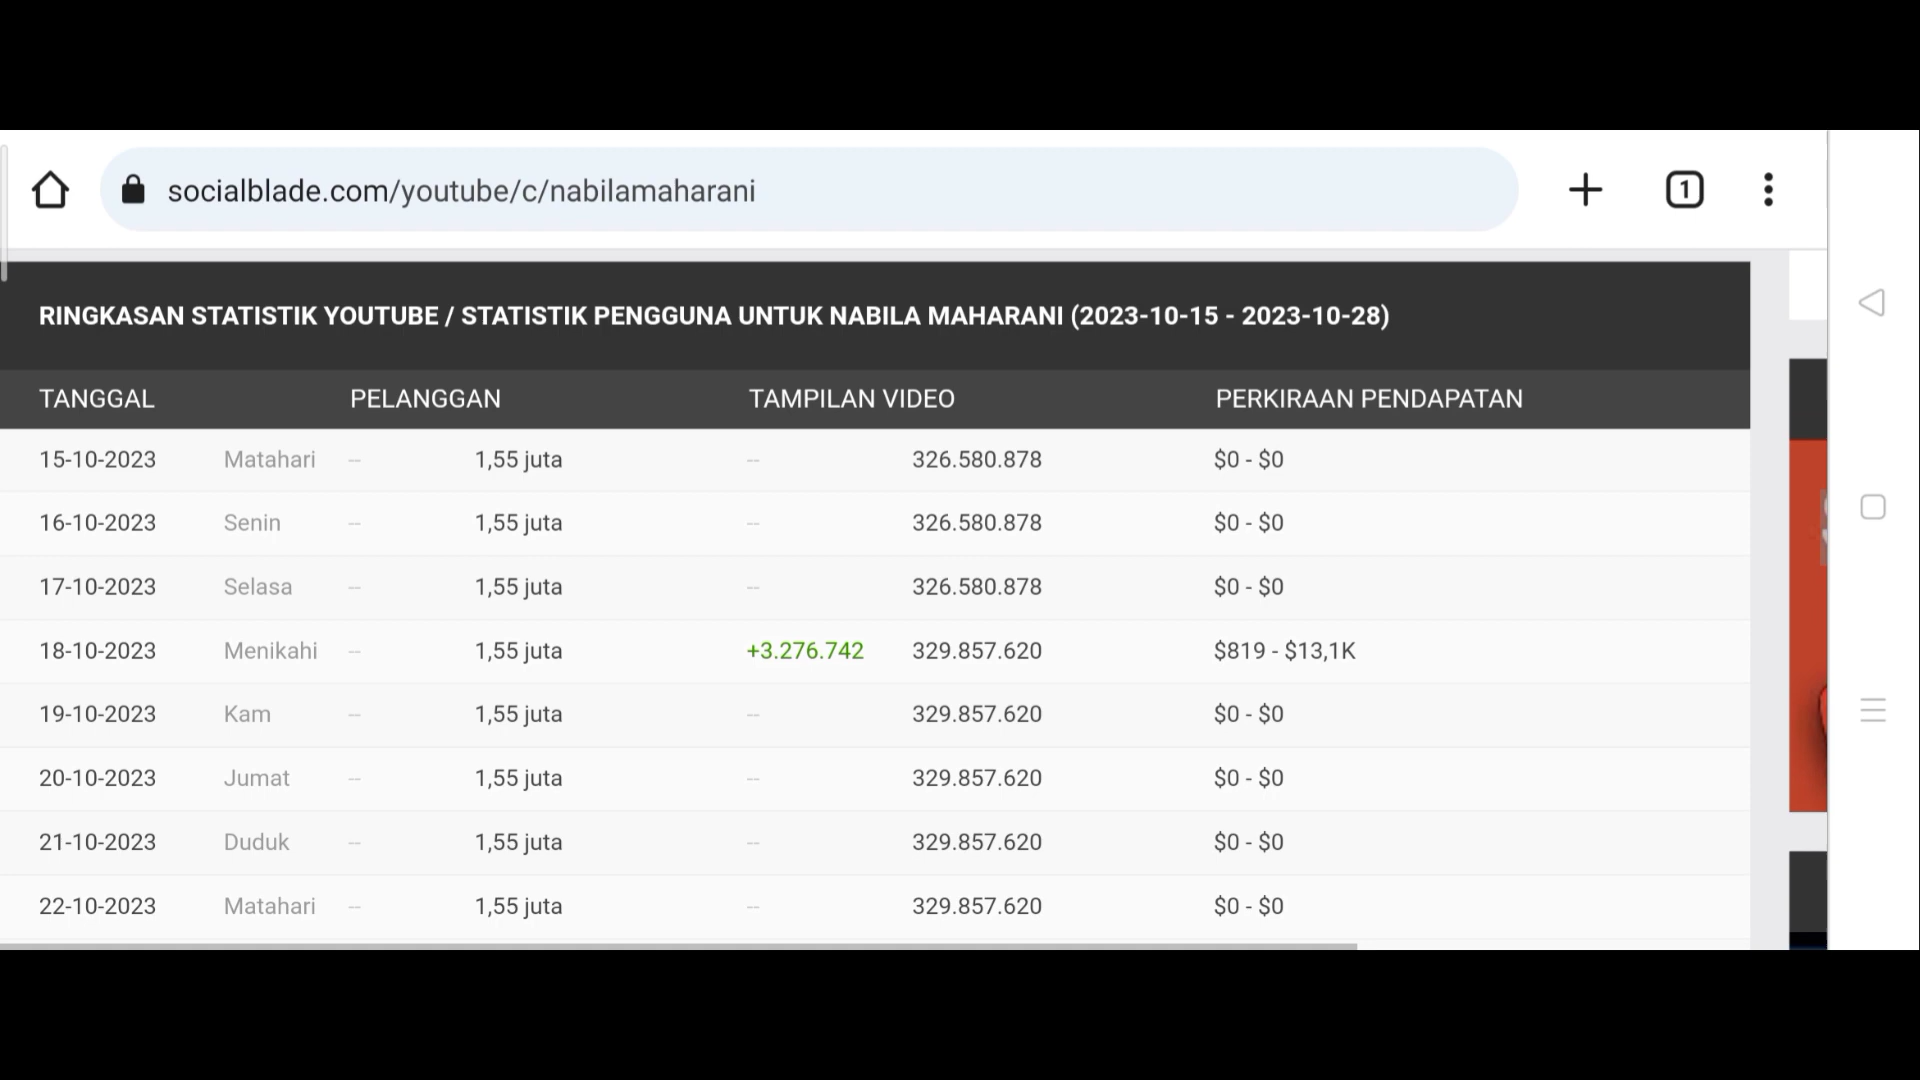 socialblade.com/youtube/c/nabilamaharani
1
RINGKASAN STATISTIK YOUTUBE / STATISTIK PENGGUNA UNTUK NABILA MAHARANI (2023-10-15 - 2023-10-28)
TANGGAL PELANGGAN TAMPILAN VIDEO PERKIRAAN PENDAPATAN
15-10-2023 Matahari -- 1,55 juta -- 326.580.878 $0 - $0
16-10-2023 Senin -- 1,55 juta -- 326.580.878 $0 - $0
17-10-2023 Selasa -- 1,55 juta -- 326.580.878 $0 - $0
18-10-2023 Menikahi -- 1,55 juta +3.276.742 329.857.620 $819 - $13,1K
19-10-2023 Kam -- 1,55 juta -- 329.857.620 $0 - $0
20-10-2023 Jumat -- 1,55 juta -- 329.857.620 $0 - $0
21-10-2023 Duduk -- 1,55 juta -- 329.857.620 $0 - $0
22-10-2023 Matahari -- 1,55 juta -- 329.857.620 $0 - $0